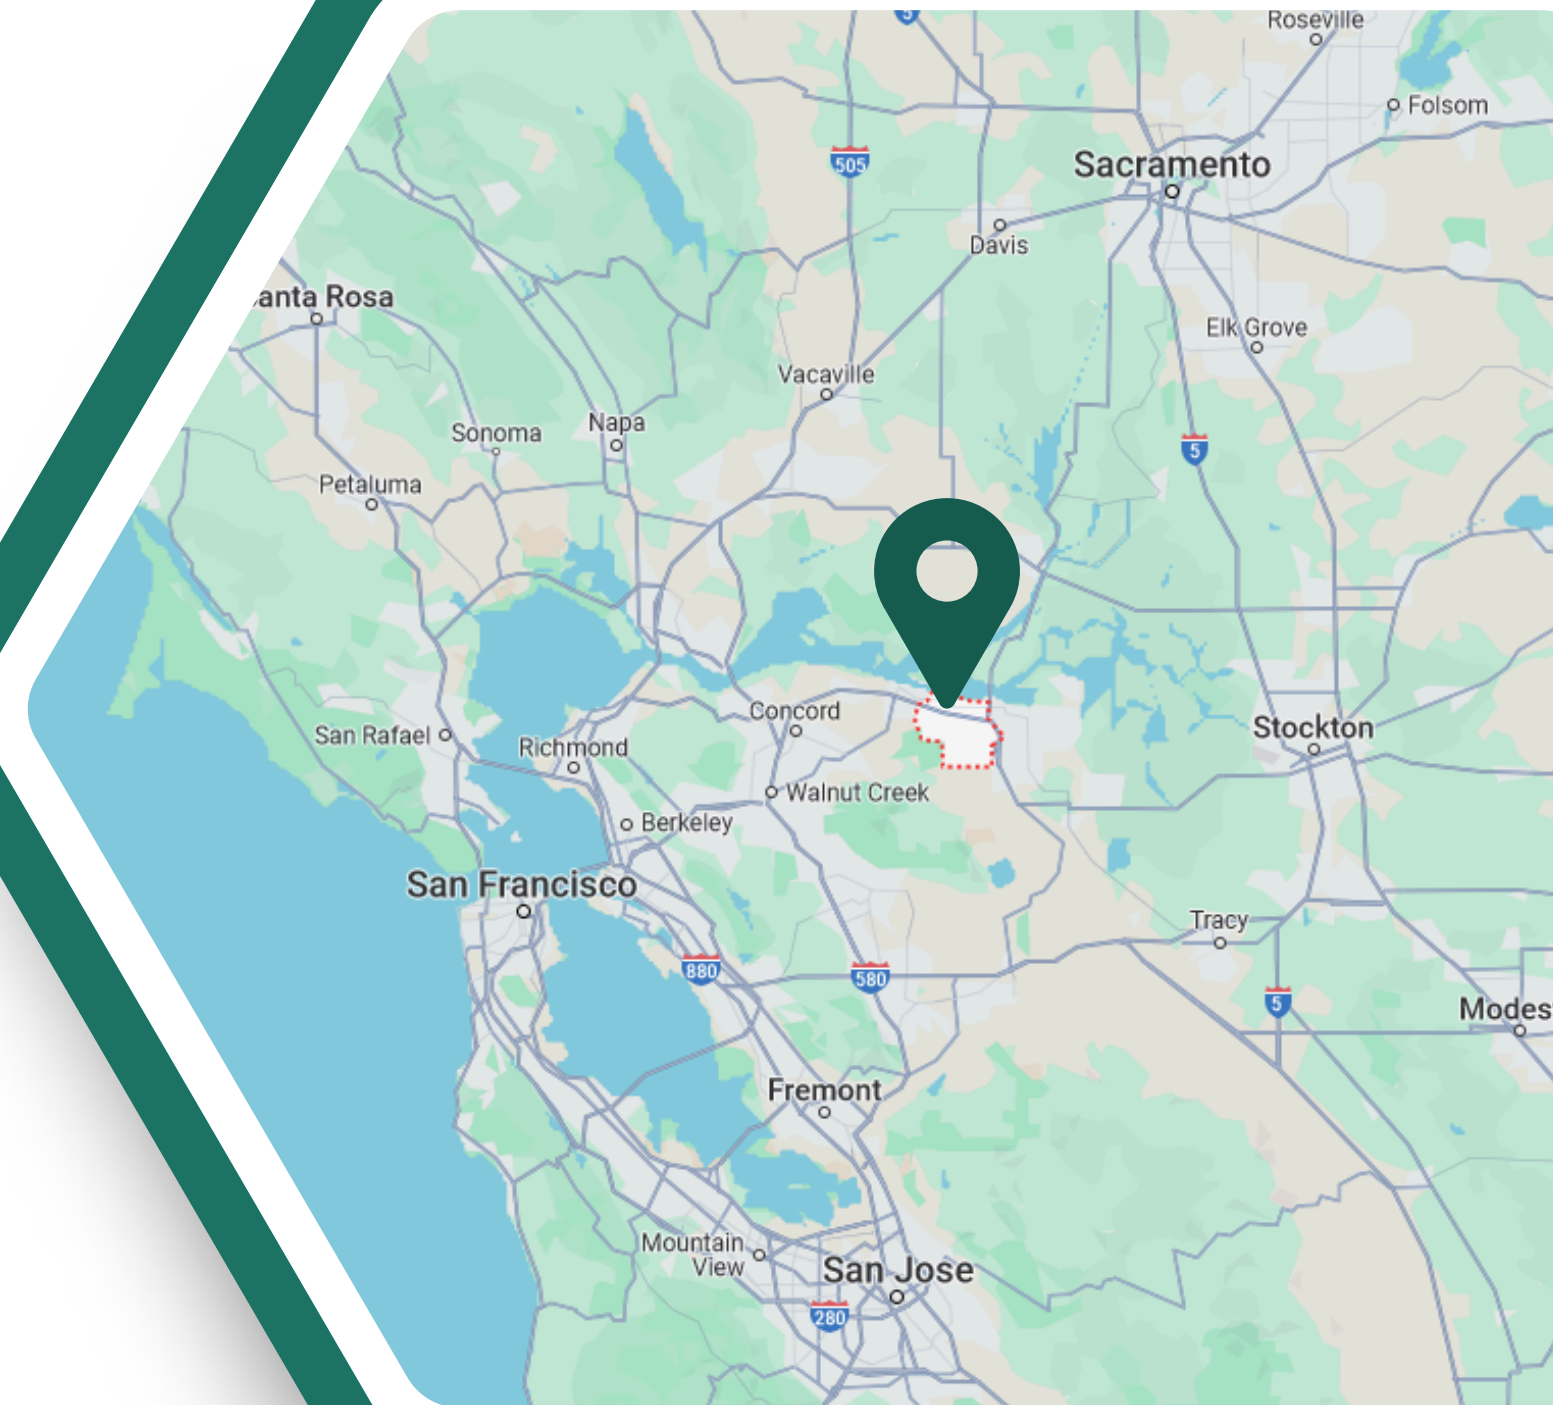 5
Roseville
Folsom
505
Sacramento
Davis
anta Rosa
Elk Grove
Vacaville
Napa
Sonoma
5
Petaluma
Concord
Stockton
San Rafael
Richmond
Walnut Creek
Berkeley
San Francisco
Tracy
880
580
5
Modes
Fremont
Mountain
View
San Jose
280